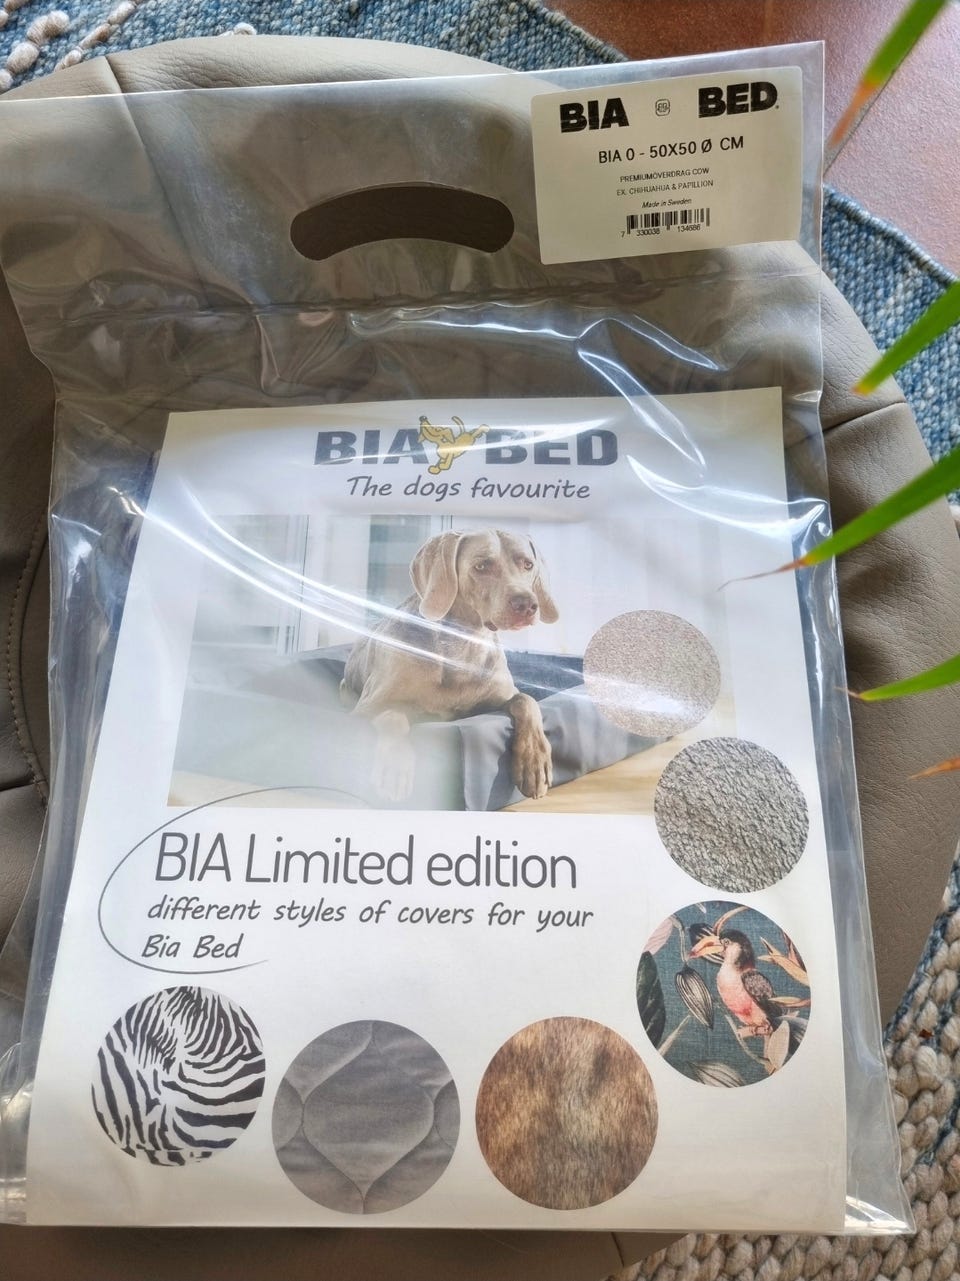 BIA BED
BIA 0 - 50X50 Ø CM
PREMIUMÖVERDRAG COW
EX: CHIHUAHUA & PAPILLION
Made in Sweden
7 330038 134686
BIA BED
The dogs favourite
BIA Limited edition
different styles of covers for your
Bia Bed